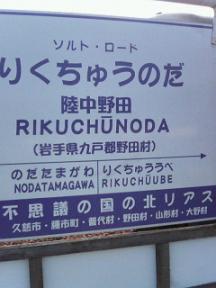 ソルト・ロード
りくちゅうのだ
陸中野田
RIKUCHŪNODA
(岩手県九戸郡野田村)
のだたまがわ りくちゅううべ
NODATAMAGAWA RIKUCHŪUBE
不思議の国の北リアス
久慈市・種市町・普代村・野田村・山形村・大野村